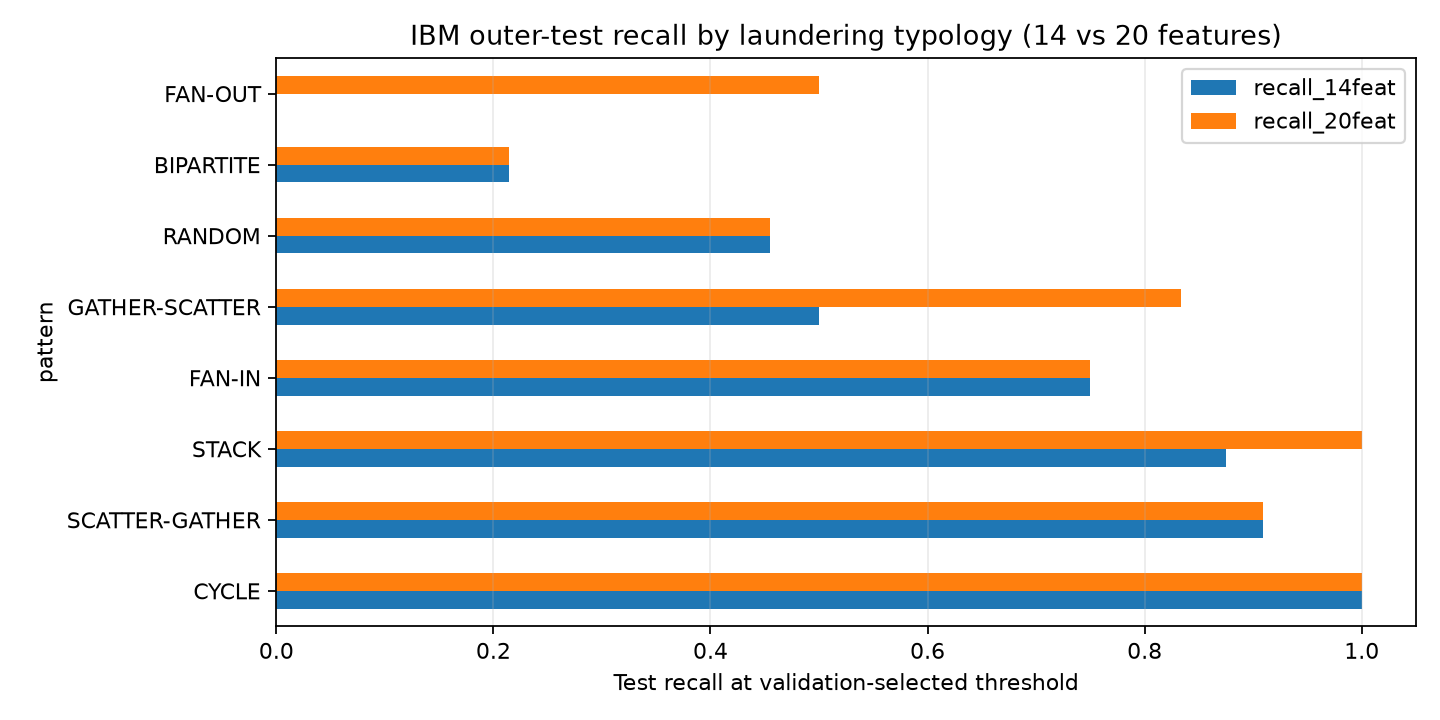 IBM outer-test recall by laundering typology (14 vs 20 features)
recall_14feat
recall_20feat
pattern
FAN-OUT
BIPARTITE
RANDOM
GATHER-SCATTER
FAN-IN
STACK
SCATTER-GATHER
CYCLE
0.0 0.2 0.4 0.6 0.8 1.0
Test recall at validation-selected threshold